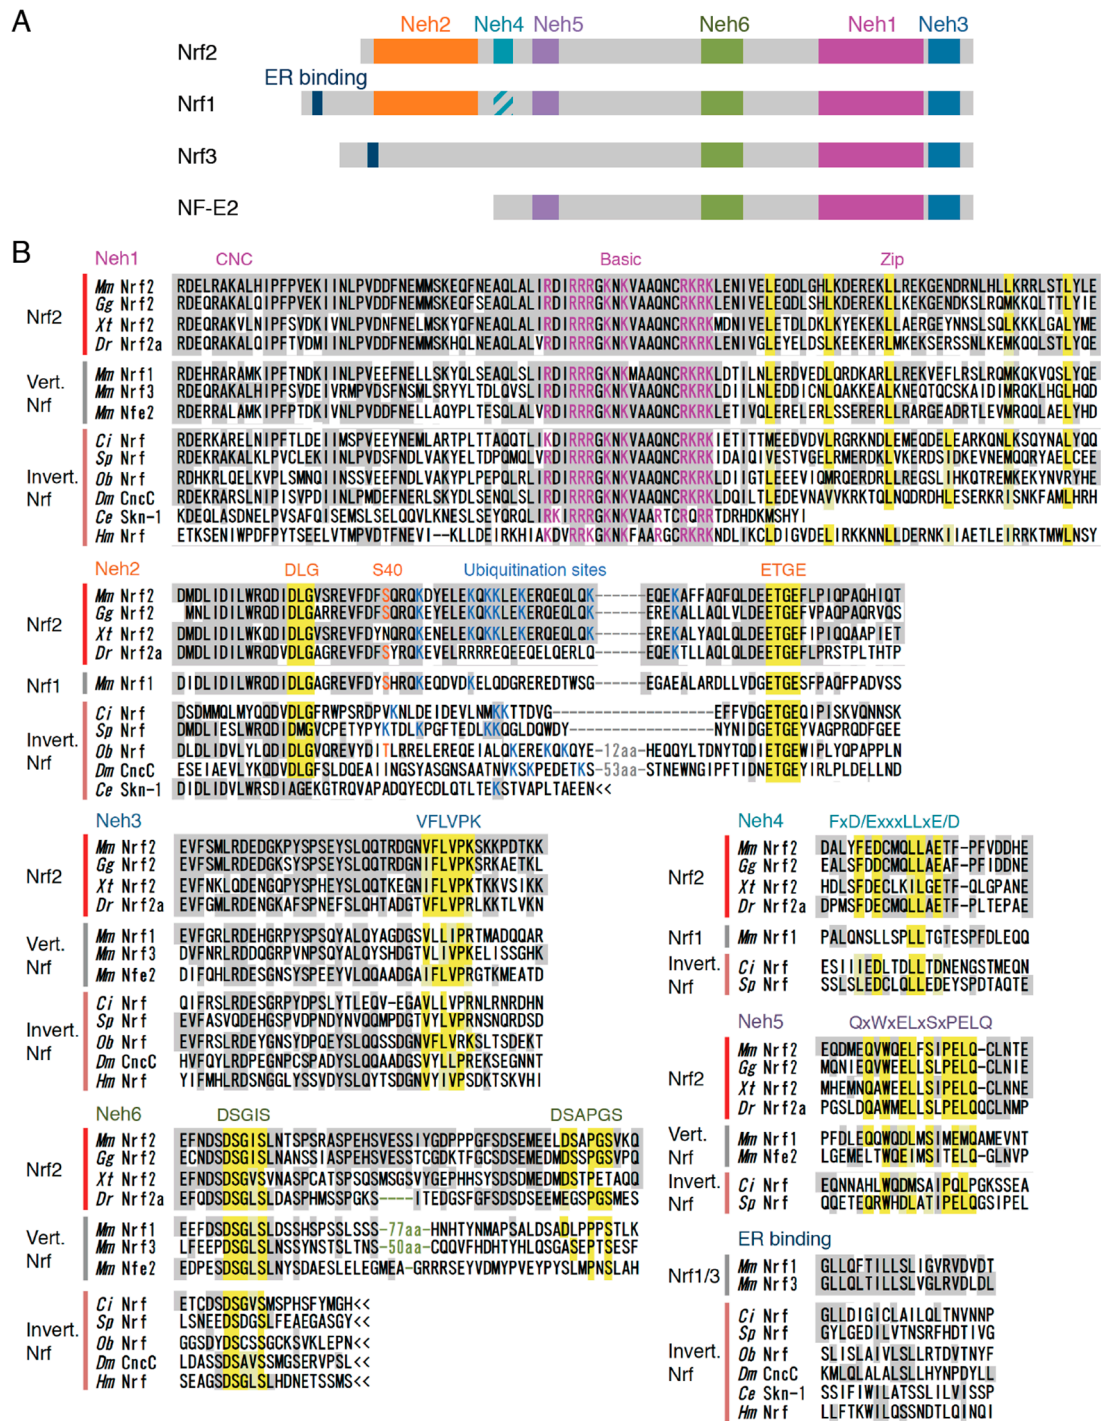 A
Neh2 Neh4 Neh5 Neh6 Neh1 Neh3
Nrf2
ER binding
Nrf1
Nrf3
NF-E2
B
Neh1 CNC Basic Zip
Nrf2
Mm Nrf2 RDELRAKALHIPFPVEKIINLPVDDFNEMMSKEQFNEAQLALIRDIRRRGKNKVAAQNCRKRKLENIVELEQDLGHLKDEREKLLREKGENDRNLHLLKRRLSTLYLE
Gg Nrf2 RDEQRAKALQIPFPVEKIINLPVDDFNEMMSKEQFSEAQLALIRDIRRRGKNKVAAQNCRKRKLENIVELEQDLSHLKDEREKLLKEKGENDKSLRQMKKQLTTLYIE
Xt Nrf2 RDEQRAKVLNIPFSVDKIVNLPVDNFNELMSKYQFNEAQLALIRDIRRRGKNKVAAQNCRKRKMDNIVELETDLDKLKYEKEKLLAERGEYNNSLSQLKKKLGALYME
Dr Nrf2a RDEQRAKALQIPFTVDMIINLPVDDFNEMMSKHQLNEAQLALVRDIRRRGKNKVAAQNCRKRKLENIVGLEYELDSLKEEKERLMKEKSERSSNLKEMKQQLSTLYQE
Vert.
Nrf
Mm Nrf1 RDEHRARAMKIPFTNDKIINLPVEEFNELLSKYQLSEAQLSLIRDIRRRGKNKMAAQNCRKRKLDTILNLERDVEDLQRDKARLLREKVEFLRSLRQMKQKVQSLYQE
Mm Nrf3 RDEQRAKALHIPFSVDEIVRMPVDSFNSMLSRYYLTDLQVSLIRDIRRRGKNKVAAQNCRKRKLDIILNLEDDICNLQAKKEALKNEQTQCSKAIDIMRQKLHGLHQD
Mm Nfe2 RDERRALAMKIPFPTDKIVNLPVDDFNELLAQYPLTESQLALVRDIRRRGKNKVAAQNCRKRKLETIVQLERELERLSSERERLLRARGEADRTLEVMRQQLAELYHD
Invert.
Nrf
Ci Nrf RDERKARELNIPFTLDEIIMSPVEEYNEMLARTPLTTAQQTLIKDIRRRGKNKVAAQNCRKRKIETITTMEEDVDVLRGRKNDLEMEQDELEARKQNLKSQYNALYQQ
Sp Nrf RDEKRAKALKLPVCLEKIINLPVDSFNDLVAKYELTDPQMQLVRDIRRRGKNKVAAQNCRKRKIDAIQIVESTVGELRMERDKLVKERDSIDKEVNEMQQRYAELCEE
Ob Nrf RDHKRLQELKVPLSMNQIINSSVEEFNDLVAKYPLPEPQLRLIRDIRRRGKNKVAAQNCRKRKLDIGTLEEEVIQMRQERDRLREGSLIHKQTREMKEKYNVRYHE
Dm CncC RDEKRARSLNIPISVPDIINLPMDEFNERLSKYDLSENQLSLIRDIRRRGKNKVAAQNCRKRKLDQILTLEDEVNAVVKRKTQLNQDRDHLESERKRISNKFAMLHRH
Ce Skn-1 KDEQLASDNELPVSAFQISEMSLSELQQVLKNESLSEYQRQLIRKIRRRGKNKVAARTCRQRRTDRHDKMSHYI
Hm Nrf ETKSENIWPDFPYTSEELVTMPVDTFNEVI--KLLDEIRKHIAKDVRRKGKNKFAARGCRKRKNDLIKCLDIGVDELIRKKNNLLDERNKIIAETLEIRRKTMWLNSY
Neh2 DLG S40 Ubiquitination sites ETGE
Nrf2
Mm Nrf2 DMDLIDILWRQDIDLGVSREVFDFSQRQKDYELEKQKKLEKERQEQLQK------EQEKAFFAQFQLDEETGEFLPIQPAQHIQT
Gg Nrf2 MNLIDILWRQDIDLGARREVFDFSQRQKEYELEKQKKLEKERQEQLQK------EREKALLAQLVLDEETGEFVPAQPAQRVQS
Xt Nrf2 DMDLIDILWKQDIDLGVSREVFDYNQRQKENELEKQKKLEKERQEQLQK------EREKALYAQLQLDEETGEFIPIQQAAPIET
Dr Nrf2a DMDLIDILWRQDVDLGAGREVFDFSYRQKEVELRRRREQEEQELQERLQ------EQEKTLLAQLQLDEETGEFLPRSTPLTHTP
Nrf1
Mm Nrf1 DIDLIDILWRQDIDLGAGREVFDYSHRQKEQDVDKELQDGREREDTWSG------EGAEALARDLLVDGETGESFPAQFPADVSS
Invert.
Nrf
Ci Nrf DSDMMQLMYQQDVDLGFRWPSRDPVKNLDEIDEVLNMKKTTDVG-------------------EFFVDGETGEQIPISKVQNNSK
Sp Nrf DMDLIESLWRQDIDMGVCPETYPYKTDLKPGFTEDLKKQGLDQWDY-----------------NYNIDGETGEYVAGPRQDFGEE
Ob Nrf DLDLIDVLYLQDIDLGVQREVYDITLRRELEREQEIALQKEREKQKQYE-12aa-HEQQYLTDNYTQDIETGEWIPLYQPAPPLN
Dm CncC ESEIAEVLYKQDVDLGFSLDQEAIINGSYASGNSAATNVKSKPEDETKS-53aa-STNEWNGIPFTIDNETGEYIRLPLDELLND
Ce Skn-1 DIDLIDVLWRSDIAGEKGTRQVAPADQYECDLQTLTEKSTVAPLTAEEN<<
Neh3 VFLVPK
Nrf2
Mm Nrf2 EVFSMLRDEDGKPYSPSEYSLQQTRDGNVFLVPKSKKPDTKK
Gg Nrf2 EVFSMLRDEDGKSYSPSEYSLQQTRDGNVFLVPKSRKAETKL
Xt Nrf2 EVFNKLQDENGQPYSPHEYSLQQTKEGNIFLVPKTKKVSIKK
Dr Nrf2a EVFGMLRDENGKAFSPNEFSLQHTADGTVFLVPRLKKTLVKN
Vert.
Nrf
Mm Nrf1 EVFGRLRDEHGRPYSPSQYALQYAGDGSVLLIPRTMADQQAR
Mm Nrf3 DVFNRLRDDQGRPVNPSQYALQYSHDGTVLIVPKELISSGHK
Mm Nfe2 DIFQHLRDESGNSYSPEEYVLQQAADGAIFLVPRGTKMEATD
Invert.
Nrf
Ci Nrf QIFRSLRDESGRPYDPSLYTLEQV-EGAVLLVPRNLRNRDHN
Sp Nrf EVFASVQDEHGSPVDPNDYNVQQMPDGTVYLVPRNSNQRDSD
Ob Nrf EVFSRLRDEYGNSYDPQEYSLQQSSDGNVFLVRKSLTSDEKT
Dm CncC HVFQYLRDPEGNPCSPADYSLQQAADGSVYLLPREKSEGNNT
Hm Nrf YIFMHLRDSNGGLYSSVDYSLQYTSDGNVYVIVPSDKTSKVHI
Neh6 DSGIS DSAPGS
Nrf2
Mm Nrf2 EFNDSDSGISLNTSPSRASPEHSVESSIYGDPPPGFSDSEMEELDSAPGSVKQ
Gg Nrf2 ECNDSDSGISLNANSSIASPEHSVESSTCGDKTFGCSDSEMEDMDSSPGSVPQ
Xt Nrf2 EFNDSDSGVSVNASPCATSPSQSMSGSVYGEPHHSYSDSDMEDMDSTPETAQQ
Dr Nrf2a EFQDSDSGLSLDASPHMSSPGKS----ITEDGSFGFSDSDSEEMEGSPGSMES
Vert.
Nrf
Mm Nrf1 EEFDSDSGLSLDSSHSPSSLSSS-77aa-HNHTYNMAPSALDSADLPPPSTLK
Mm Nrf3 LFEEPDSGLSLNSSYNSTSLTNS-50aa-CQQVFHDHTYHLQSGASEPTSESF
Mm Nfe2 EDPESDSGLSLNYSDAESLELEGMEA-GRRRSEYVDMYPVEYPYSLMPNSLAH
Invert.
Nrf
Ci Nrf ETCDSDSGVSMSPHSFYMGH<<
Sp Nrf LSNEEDSDGSLFEAEGASGY<<
Ob Nrf GGSDYDSCSSGCKSVKLEPN<<
Dm CncC LDASSDSAVSSMGSERVPSL<<
Hm Nrf SEAGSDSGLSLHDNETSSMS<<
Neh4 FxD/ExxxLLxE/D
Nrf2
Mm Nrf2 DALYFEDCMQLLAETF-PFVDDHE
Gg Nrf2 EALSFDDCMQLLAEAF-PFIDDNE
Xt Nrf2 HDLSFDECLKILGETF-QLGPANE
Dr Nrf2a DPMSFDECMQLLAETF-PLTEPAE
Nrf1
Mm Nrf1 PALQNSLLSPLLTGTESPFDLEQQ
Invert.
Nrf
Ci Nrf ESIIIEDLTDLLTDNENGSTMEQN
Sp Nrf SSLSLEDCLQLLEDEYSPDTAQTE
Neh5 QxWxELxSxPELQ
Nrf2
Mm Nrf2 EQDMEQVWQELFSIPELQ-CLNTE
Gg Nrf2 MQNIEQVWQELLSLPELQ-CLNIE
Xt Nrf2 MHEMNQAWEELLSIPELQ-CLNNE
Dr Nrf2a PGSLDQAWMELLSLPELQQCLNMP
Vert.
Nrf
Mm Nrf1 PFDLEQQWQDLMSIMEMQAMEVNT
Mm Nfe2 LGEMELTWQEIMSITELQ-GLNVP
Invert.
Nrf
Ci Nrf EQNNAHLWQDMSAIPQLPGKSSEA
Sp Nrf QQETEQRWHDLATIPELQGSIPEN
ER binding
Nrf1/3
Mm Nrf1 GLLQFTILLSLIGVRVDVDT
Mm Nrf3 GLLQLTILLSLVGLRVDLDL
Invert.
Nrf
Ci Nrf GLLDIGICLAILQLTNVNNP
Sp Nrf GYLGEDILVTNSRFHDTIVG
Ob Nrf SLISLAIVLSLLRTDVTNYF
Dm CncC KMLQLALALSLLHYNPDYLL
Ce Skn-1 SSIFIWILATSSLILVISSP
Hm Nrf LLFTKWILQSSNDTLQINQI